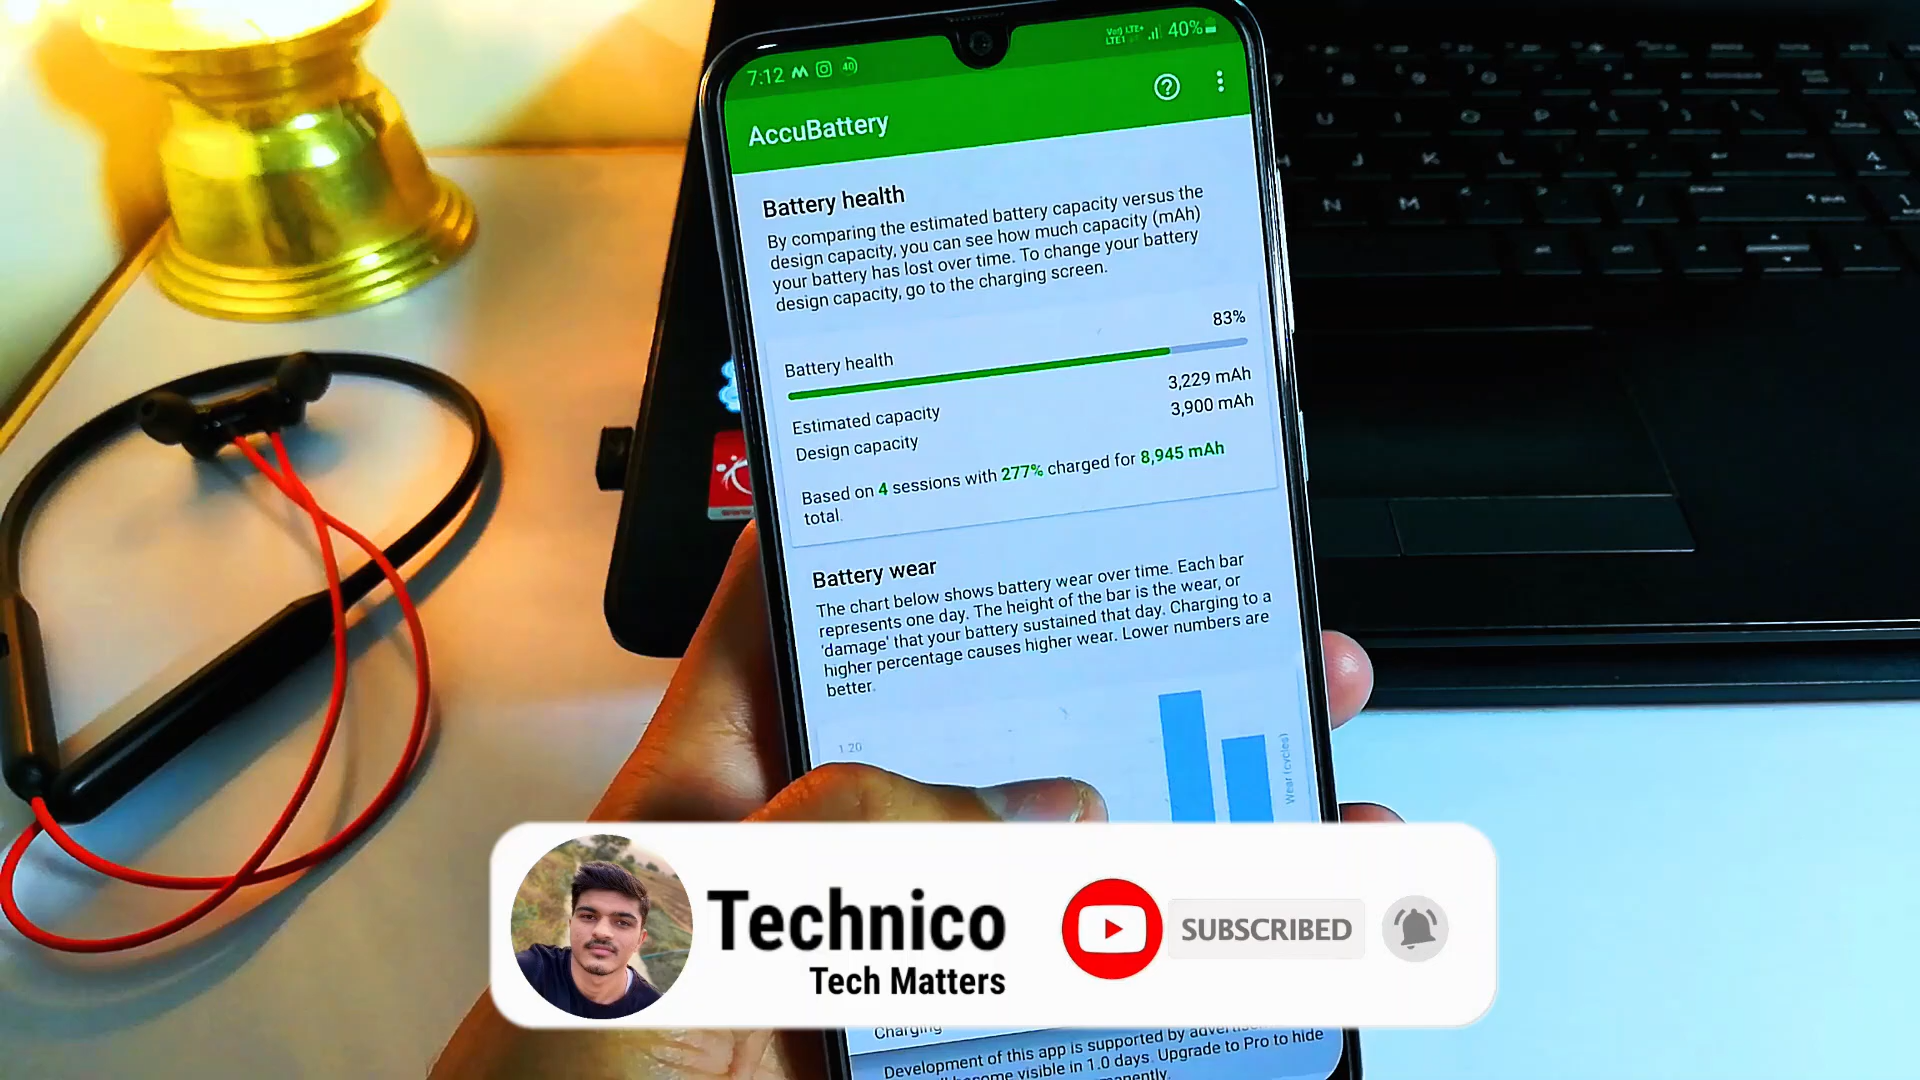 7:12 40 Vo) LTE+ LTE1 40%
AccuBattery
Battery health
By comparing the estimated battery capacity versus the
design capacity, you can see how much capacity (mAh)
your battery has lost over time. To change your battery
design capacity, go to the charging screen.
83%
Battery health
Estimated capacity 3,229 mAh
Design capacity 3,900 mAh
Based on 4 sessions with 277% charged for 8,945 mAh
total.
Battery wear
The chart below shows battery wear over time. Each bar
represents one day. The height of the bar is the wear, or
'damage' that your battery sustained that day. Charging to a
higher percentage causes higher wear. Lower numbers are
better.
1.20
Wear (cycles)
Technico
Tech Matters
SUBSCRIBED
Charging
Development of this app is supported by
visible in 1.0 days. Upgrade to Pro to hide
U I O P
J K L
N M